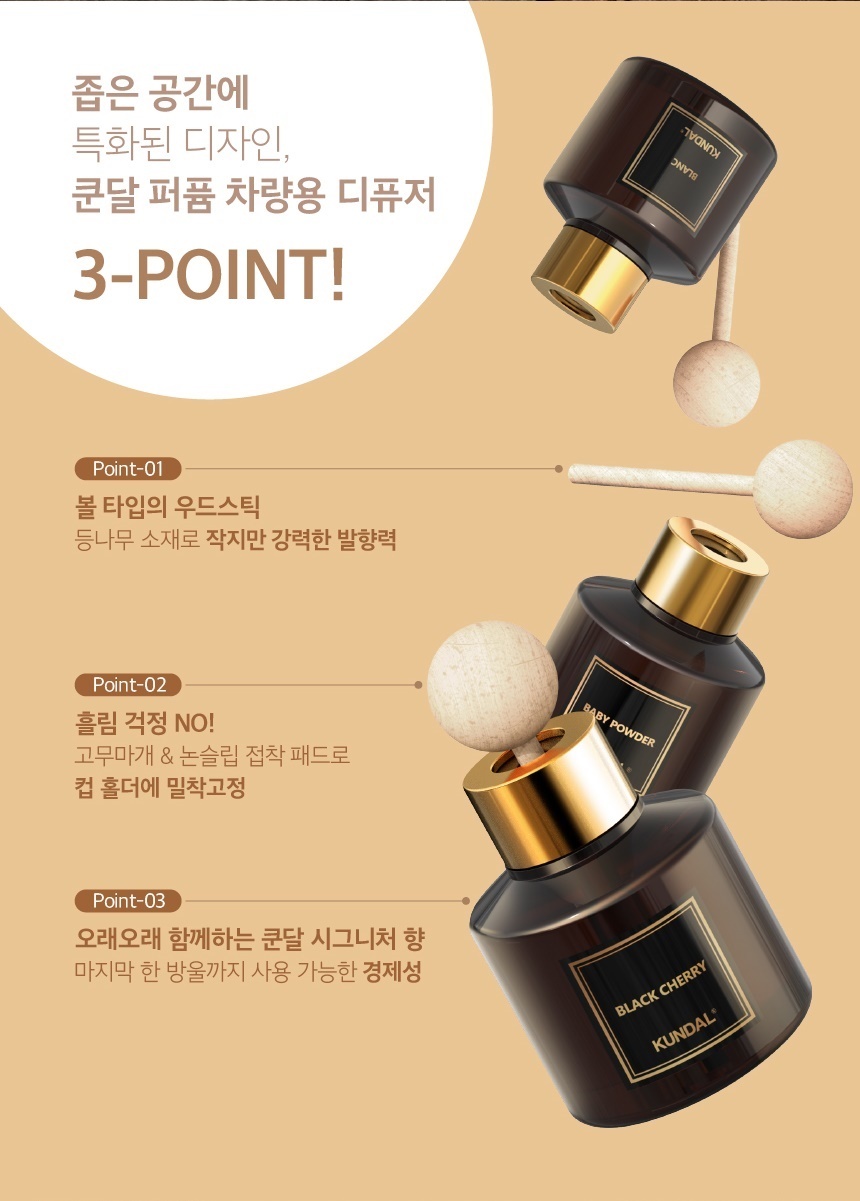 좁은 공간에
특화된 디자인,
쿤달 퍼퓸 차량용 디퓨저
3-POINT!
KUNDAL®
BLANC
Point-01
볼 타입의 우드스틱
등나무 소재로 작지만 강력한 발향력
BABY POWDER
Point-02
흘림 걱정 NO!
고무마개 & 논슬립 접착 패드로
컵 홀더에 밀착고정
Point-03
오래오래 함께하는 쿤달 시그니처 향
마지막 한 방울까지 사용 가능한 경제성
BLACK CHERRY
KUNDAL®